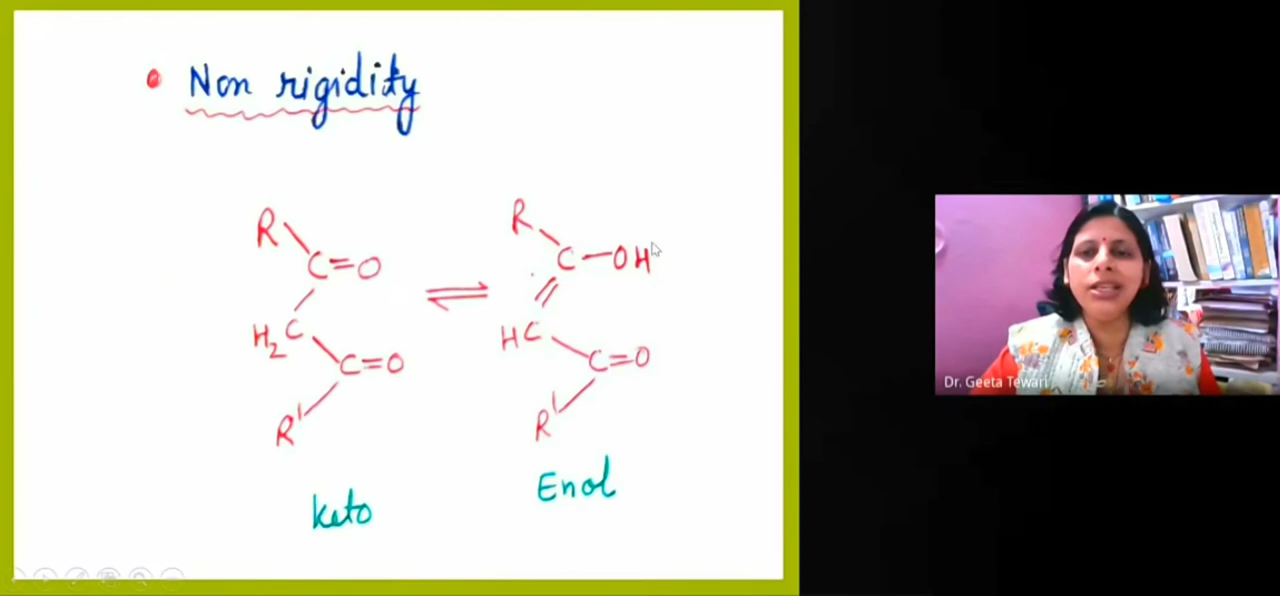 Non rigidity
R
C=O
H2C
C=O
R'
R
C-OH
HC
C=O
R'
Keto
Enol
Dr. Geeta Tewari